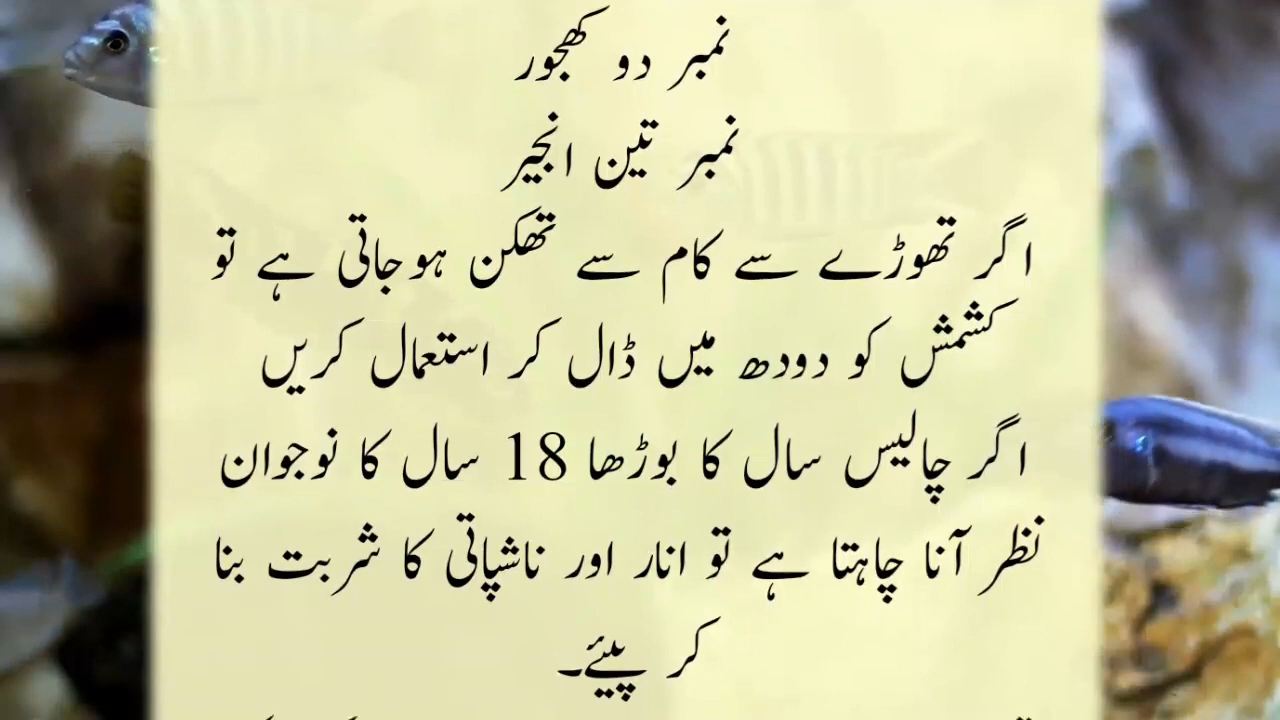 نمبر دو کھجور
نمبر تین انجیر
اگر تھوڑے سے کام سے تھکن ہوجاتی ہے تو
کشمش کو دودھ میں ڈال کر استعمال کریں
اگر چالیس سال کا بوڑھا 18 سال کا نوجوان
نظر آنا چاہتا ہے تو انار اور ناشپاتی کا شربت بنا
کر پیئے۔